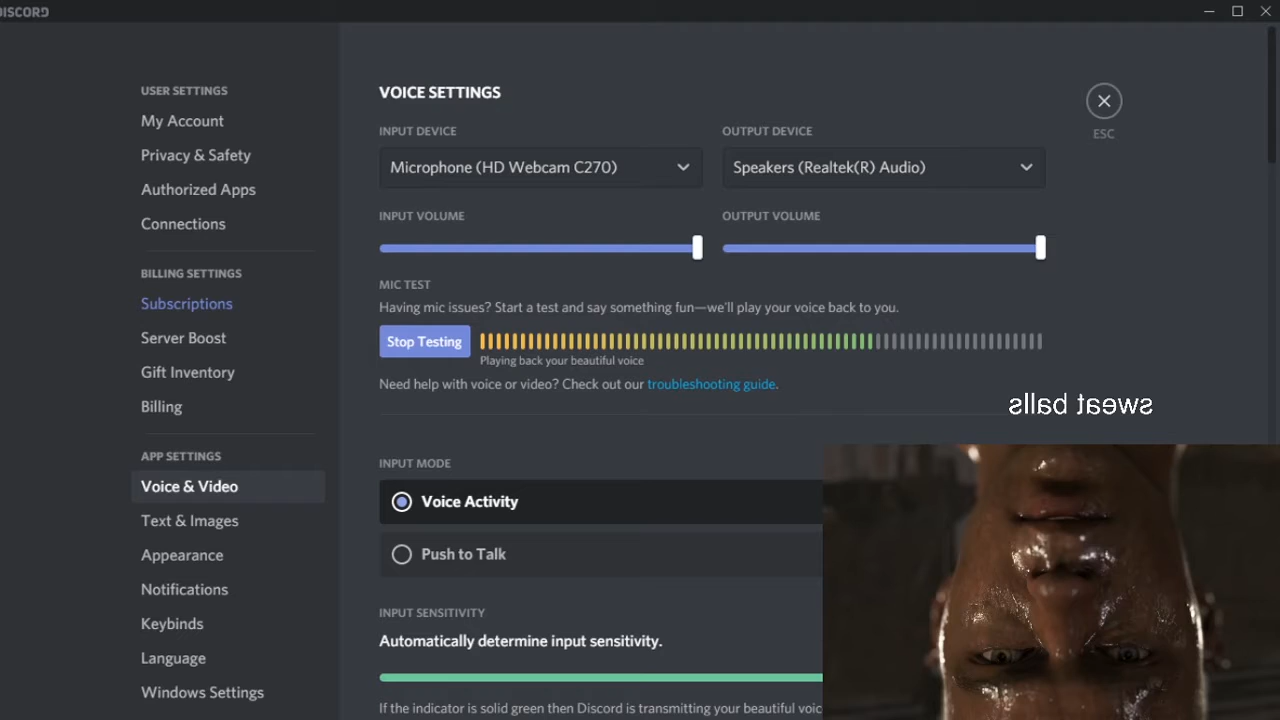 DISCORD
USER SETTINGS
My Account
Privacy & Safety
Authorized Apps
Connections
BILLING SETTINGS
Subscriptions
Server Boost
Gift Inventory
Billing
APP SETTINGS
Voice & Video
Text & Images
Appearance
Notifications
Keybinds
Language
Windows Settings
VOICE SETTINGS
ESC
INPUT DEVICE
OUTPUT DEVICE
Microphone (HD Webcam C270)
Speakers (Realtek(R) Audio)
INPUT VOLUME
OUTPUT VOLUME
MIC TEST
Having mic issues? Start a test and say something fun—we'll play your voice back to you.
Stop Testing
Playing back your beautiful voice
Need help with voice or video? Check out our troubleshooting guide.
sweat balls
INPUT MODE
Voice Activity
Push to Talk
INPUT SENSITIVITY
Automatically determine input sensitivity.
If the indicator is solid green then Discord is transmitting your beautiful voic